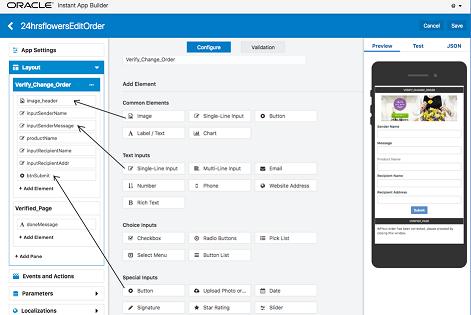 ORACLE Instant App Builder
24hrsflowersEditOrder
Cancel
Save
App Settings
Layout
Verify_Change_Order
image_header
inputSenderName
inputSenderMessage
productName
inputRecipientName
inputRecipientAddr
btnSubmit
+ Add Element
Verified_Page
doneMessage
+ Add Element
+ Add Pane
Events and Actions
Parameters
Localizations
Configure
Validation
Verify_Change_Order
Add Element
Common Elements
Image
Single-Line Input
Button
Label / Text
Chart
Text Inputs
Single-Line Input
Multi-Line Input
Email
Number
Phone
Website Address
Rich Text
Choice Inputs
Checkbox
Radio Buttons
Pick List
Select Menu
Button List
Special Inputs
Button
Upload Photo or...
Date
Signature
Star Rating
Slider
Preview
Test
JSON
VERIFY_CHANGE_ORDER
Sender Name
Message
Product Name
Recipient Name
Recipient Address
Submit
VERIFIED_PAGE
closing this window.